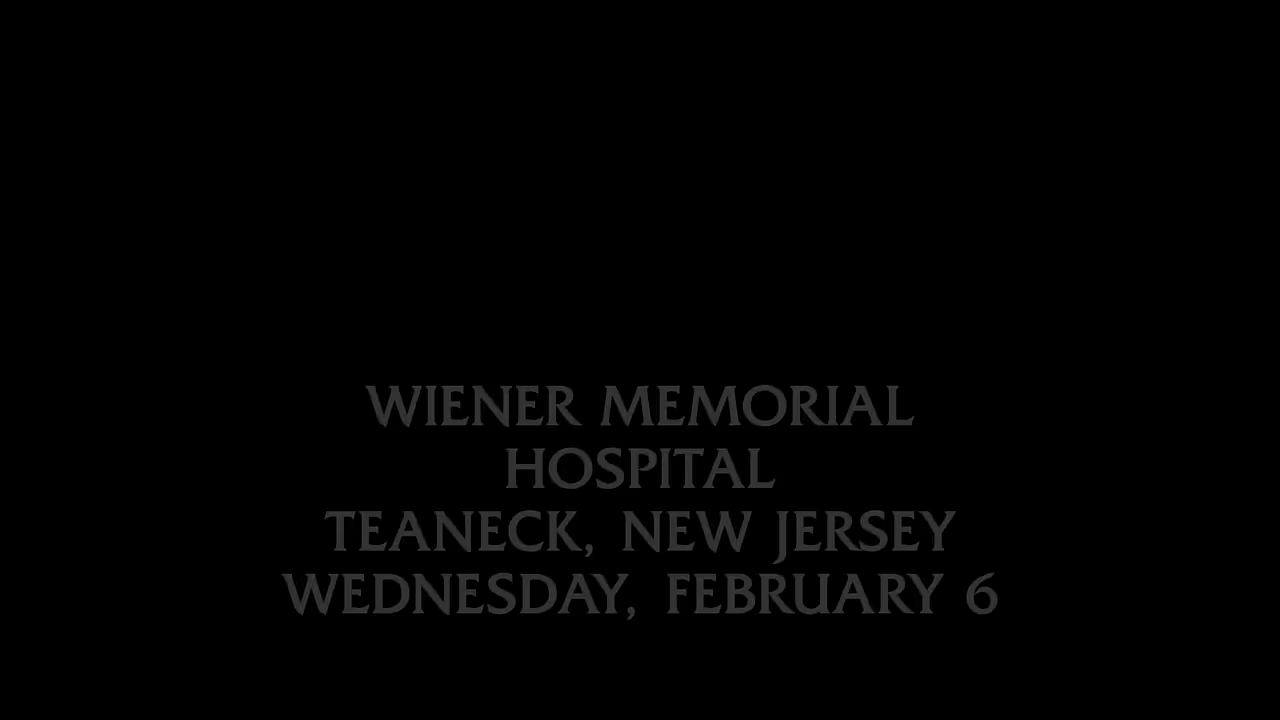 WIENER MEMORIAL
HOSPITAL
TEANECK, NEW JERSEY
WEDNESDAY, FEBRUARY 6